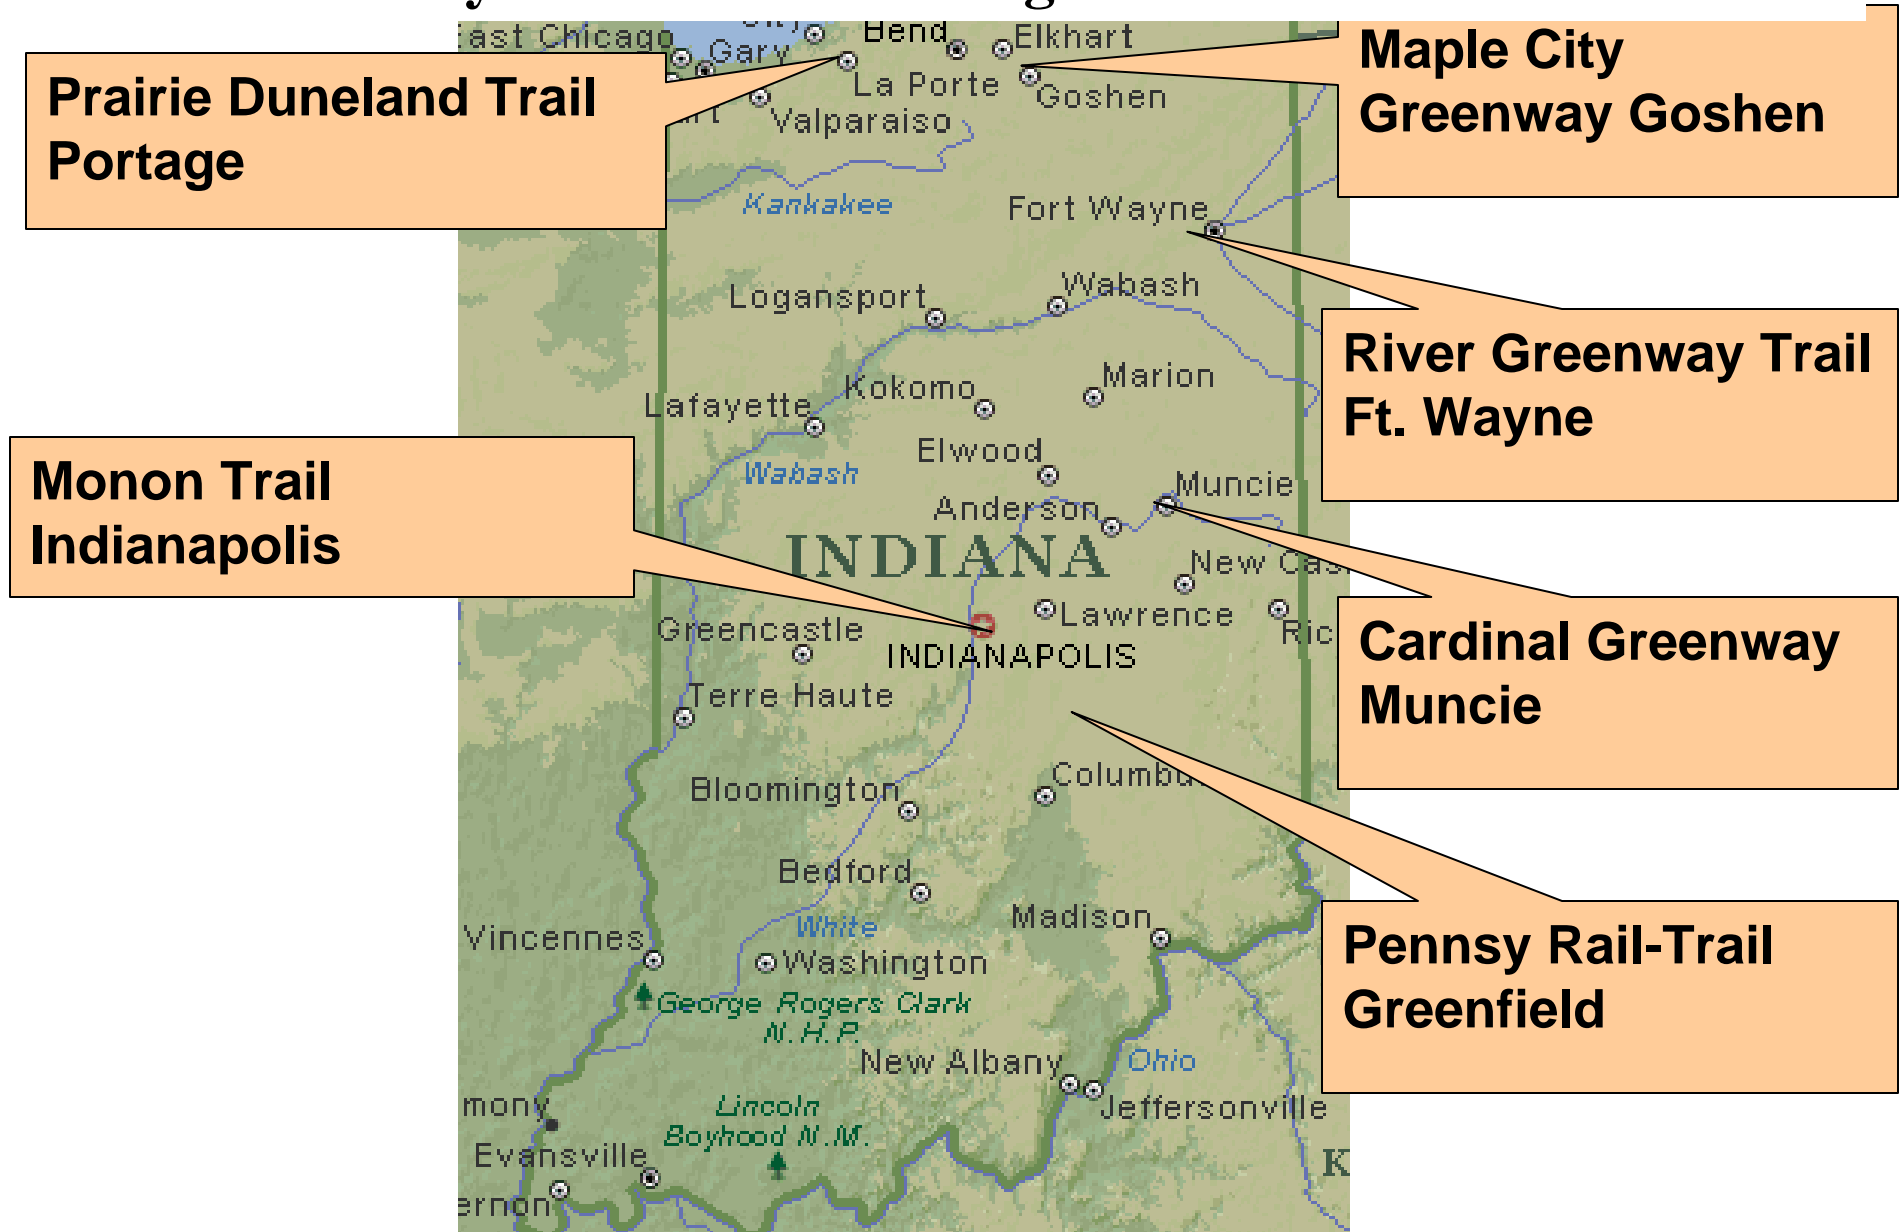 Bend
Elkhart
East Chicago
Gary
Maple City
Greenway Goshen
Prairie Duneland Trail
Portage
La Porte
Goshen
Valparaiso
Kankakee
Fort Wayne
Logansport
Wabash
River Greenway Trail
Ft. Wayne
Kokomo
Marion
Lafayette
Elwood
Wabash
Muncie
Monon Trail
Indianapolis
Anderson
INDIANA
Lawrence
Greencastle
INDIANAPOLIS
Cardinal Greenway
Muncie
Terre Haute
Bloomington
Bedford
Madison
White
Vincennes
Washington
Pennsy Rail-Trail
Greenfield
George Rogers Clark
N.H.P.
New Albany
Ohio
Lincoln
Boyhood N.M.
Jeffersonville
Evansville